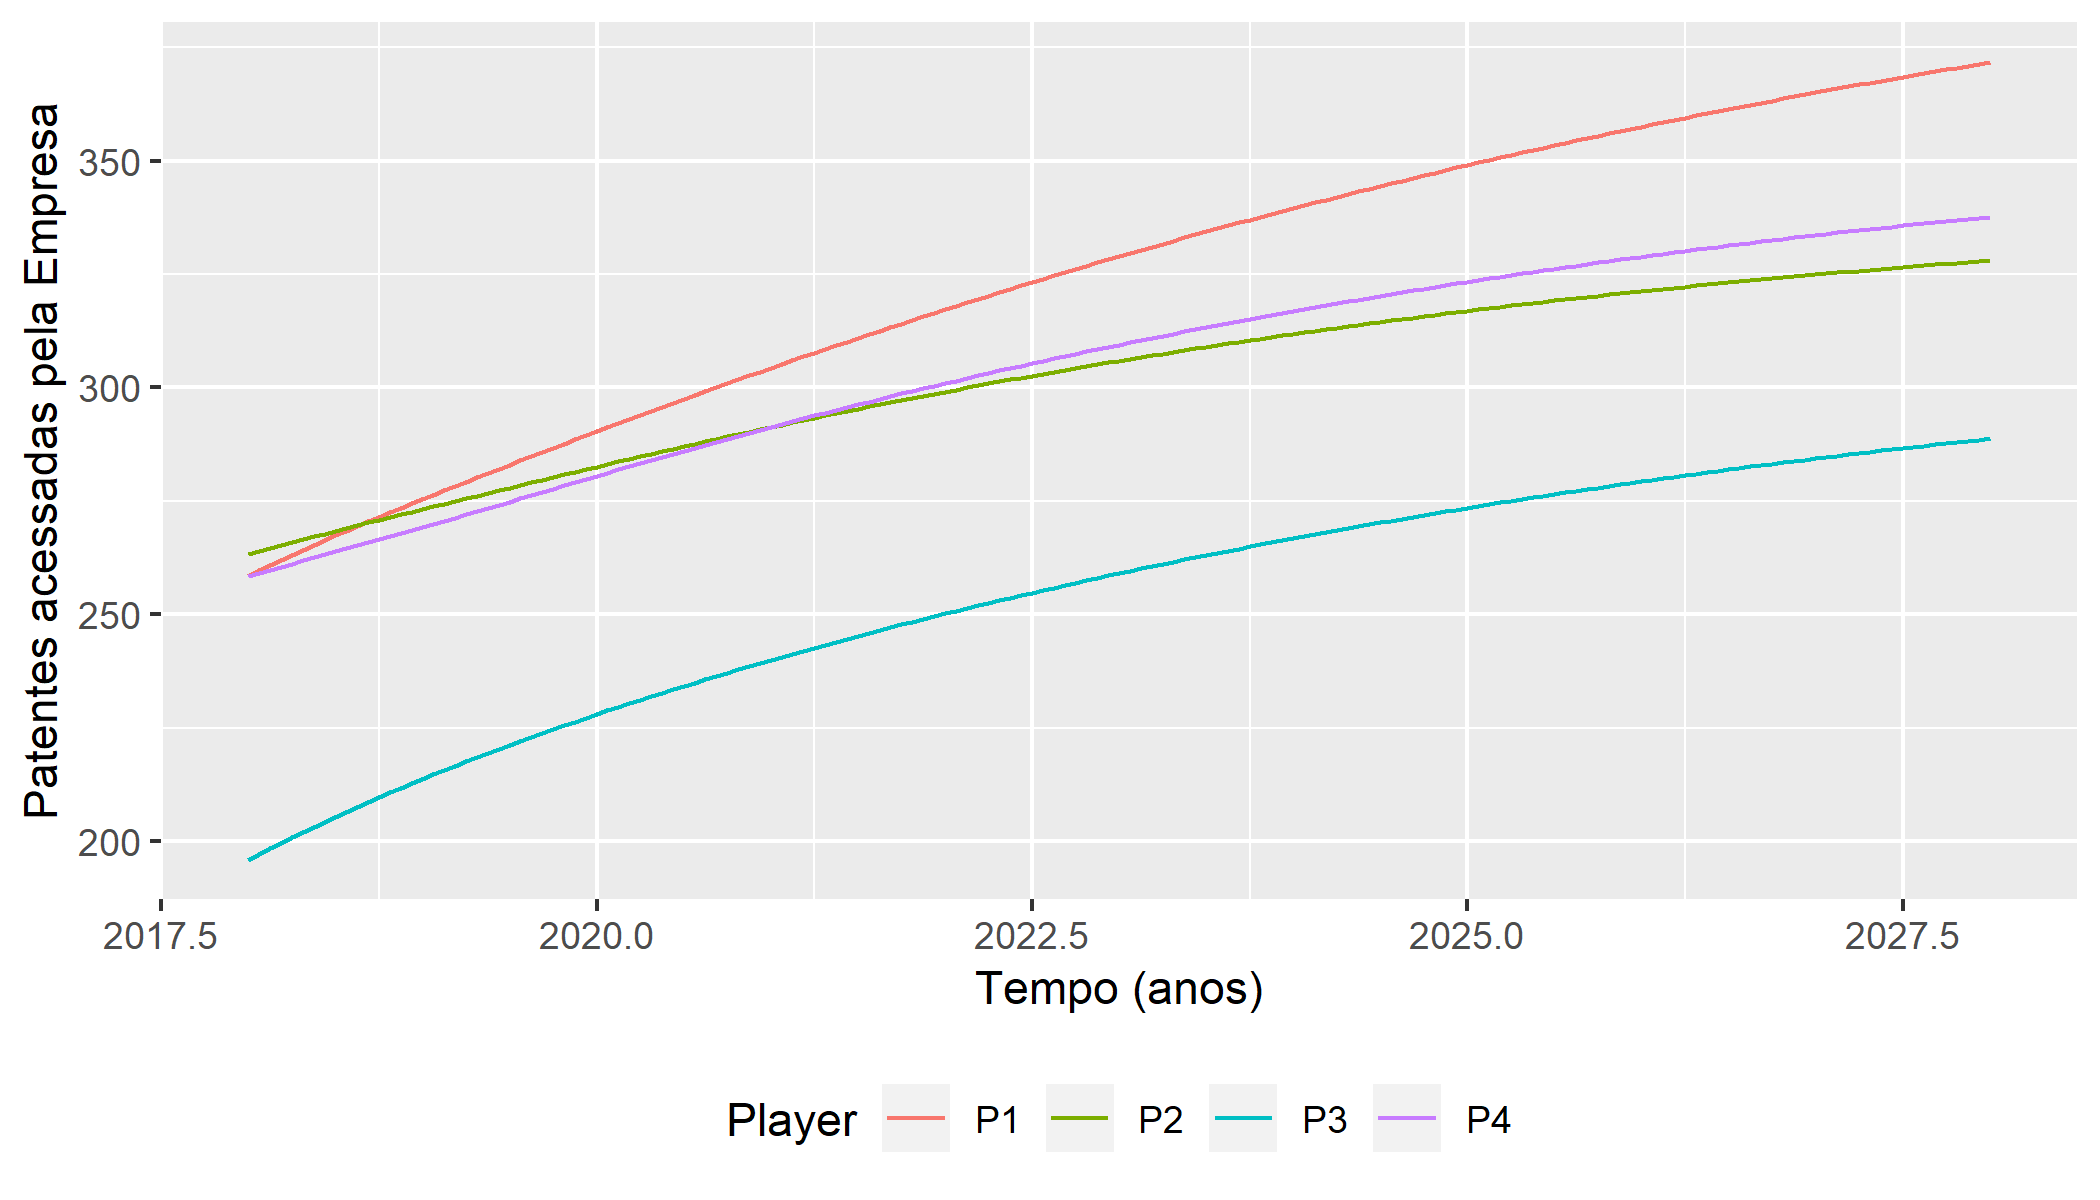 Patentes acessadas pela Empresa
350
300
250
200
2017.5 2020.0 2022.5 2025.0 2027.5
Tempo (anos)
Player P1 P2 P3 P4